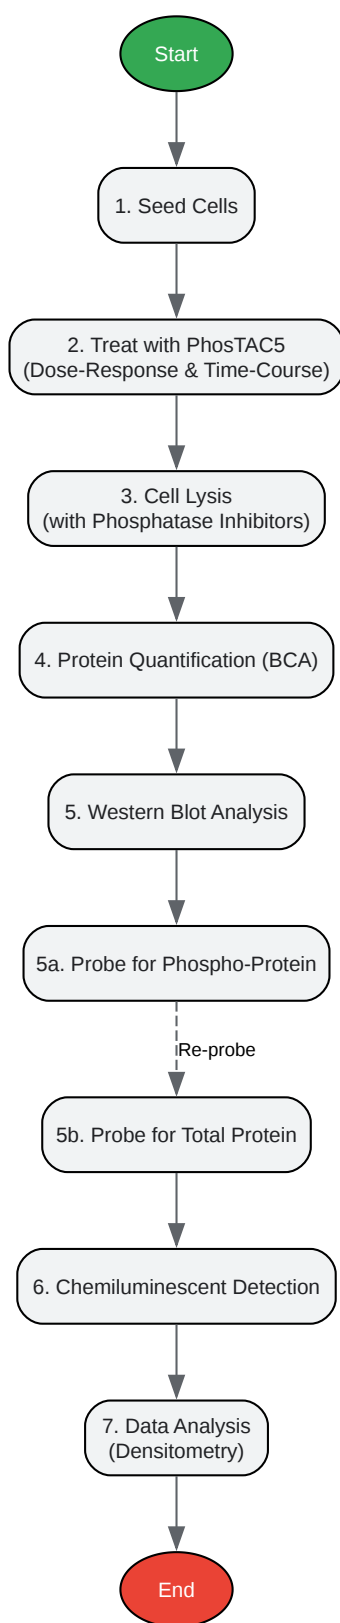 Start
1. Seed Cells
2. Treat with PhosTAC5
(Dose-Response & Time-Course)
3. Cell Lysis
(with Phosphatase Inhibitors)
4. Protein Quantification (BCA)
5. Western Blot Analysis
5a. Probe for Phospho-Protein
Re-probe
5b. Probe for Total Protein
6. Chemiluminescent Detection
7. Data Analysis
(Densitometry)
End